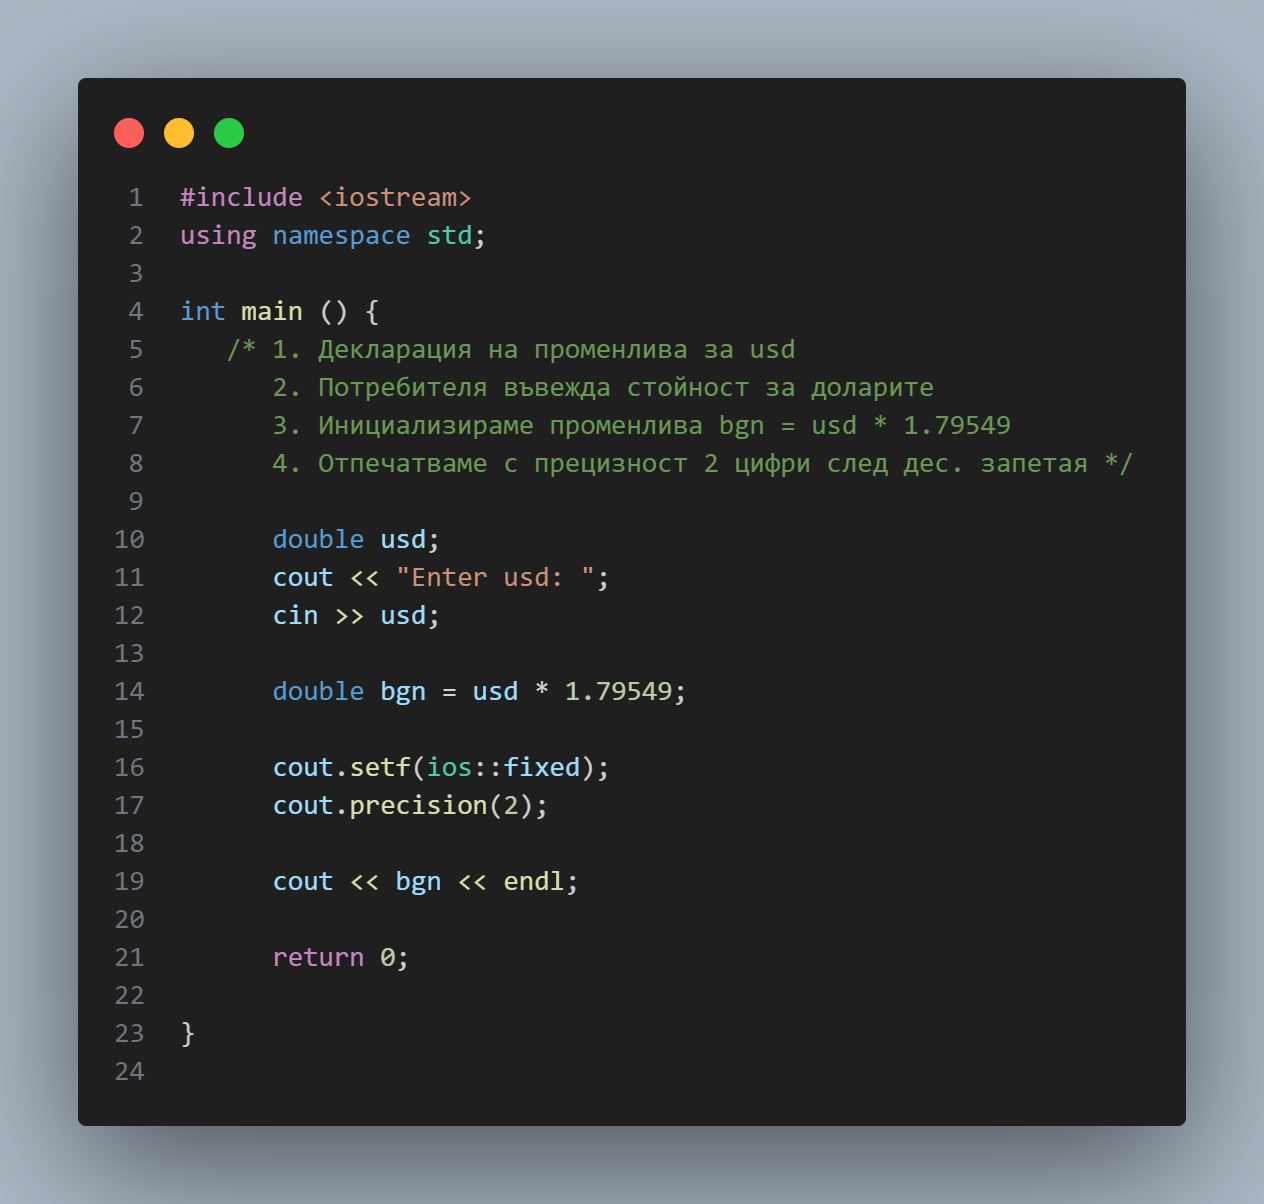 1 #include <iostream>
2 using namespace std;
3
4 int main () {
5 /* 1. Декларация на променлива за usd
6 2. Потребителя въвежда стойност за доларите
7 3. Инициализираме променлива bgn = usd * 1.79549
8 4. Отпечатваме с прецизност 2 цифри след дес. запетая */
9
10 double usd;
11 cout << "Enter usd: ";
12 cin >> usd;
13
14 double bgn = usd * 1.79549;
15
16 cout.setf(ios::fixed);
17 cout.precision(2);
18
19 cout << bgn << endl;
20
21 return 0;
22
23 }
24